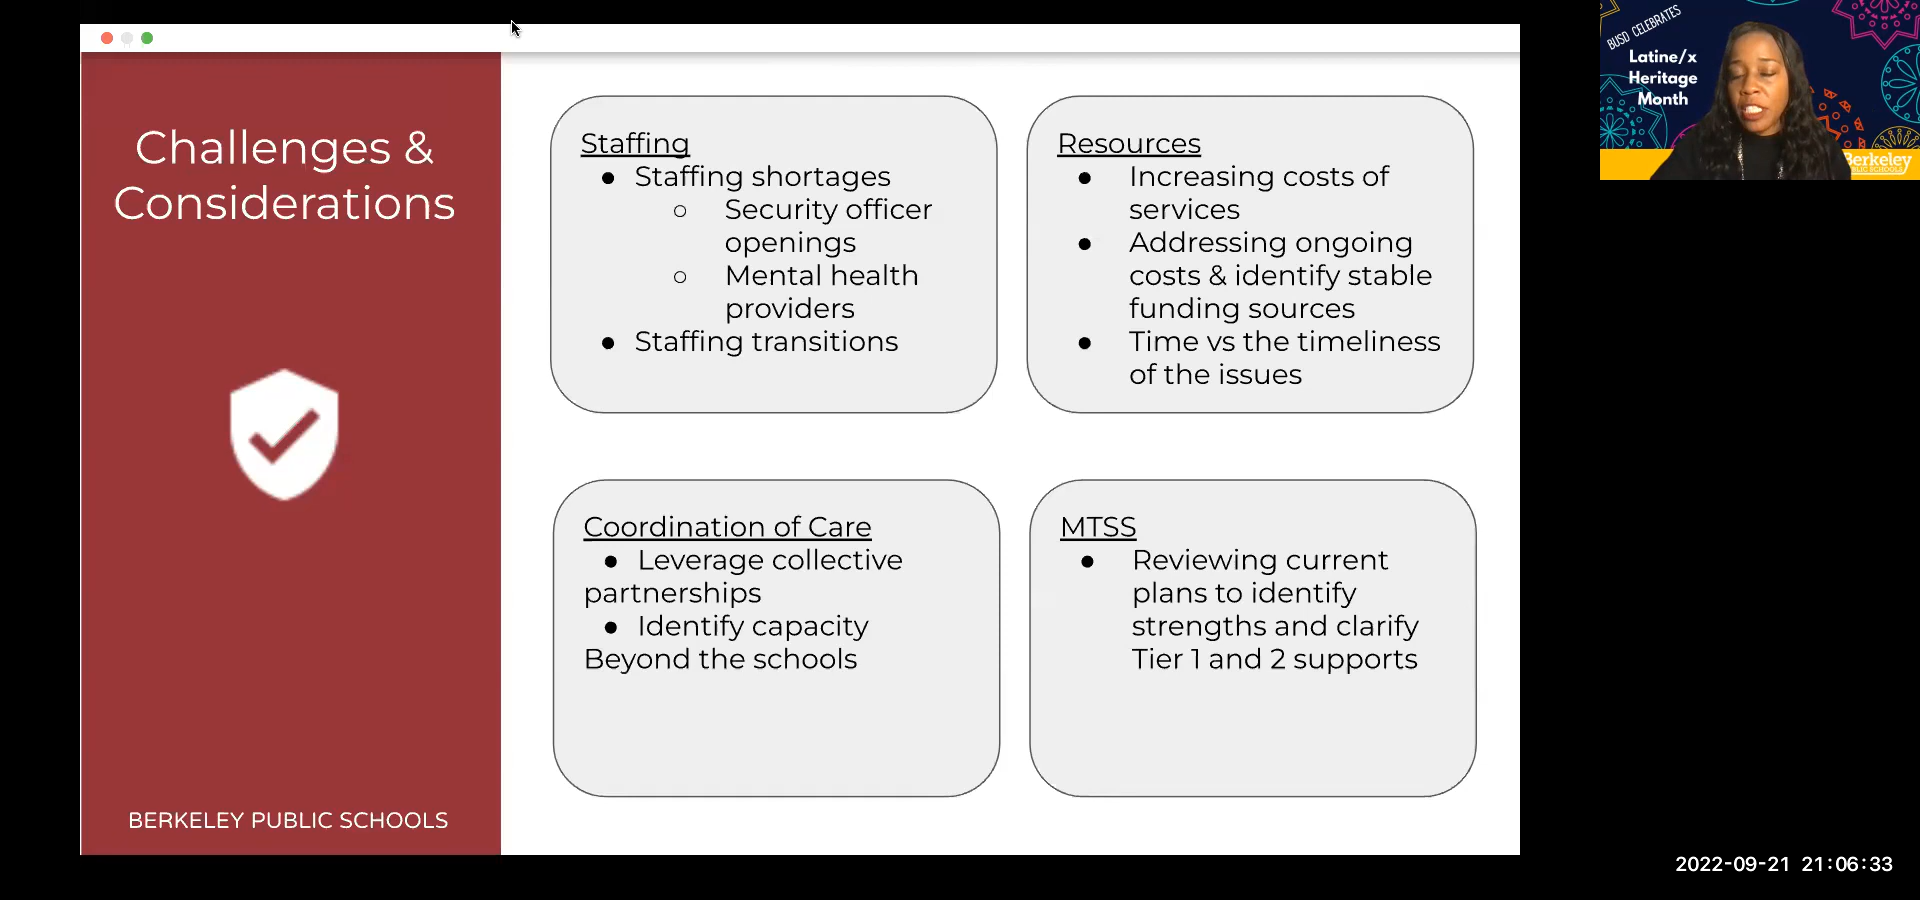 Challenges &
Considerations
BERKELEY PUBLIC SCHOOLS
Staffing
● Staffing shortages
○ Security officer
openings
○ Mental health
providers
● Staffing transitions
Resources
● Increasing costs of
services
● Addressing ongoing
costs & identify stable
funding sources
● Time vs the timeliness
of the issues
Coordination of Care
● Leverage collective
partnerships
● Identify capacity
Beyond the schools
MTSS
● Reviewing current
plans to identify
strengths and clarify
Tier 1 and 2 supports
BUSD CELEBRATES
Latine/x
Heritage
Month
Berkeley
SCHOOLS
2022-09-21 21:06:33